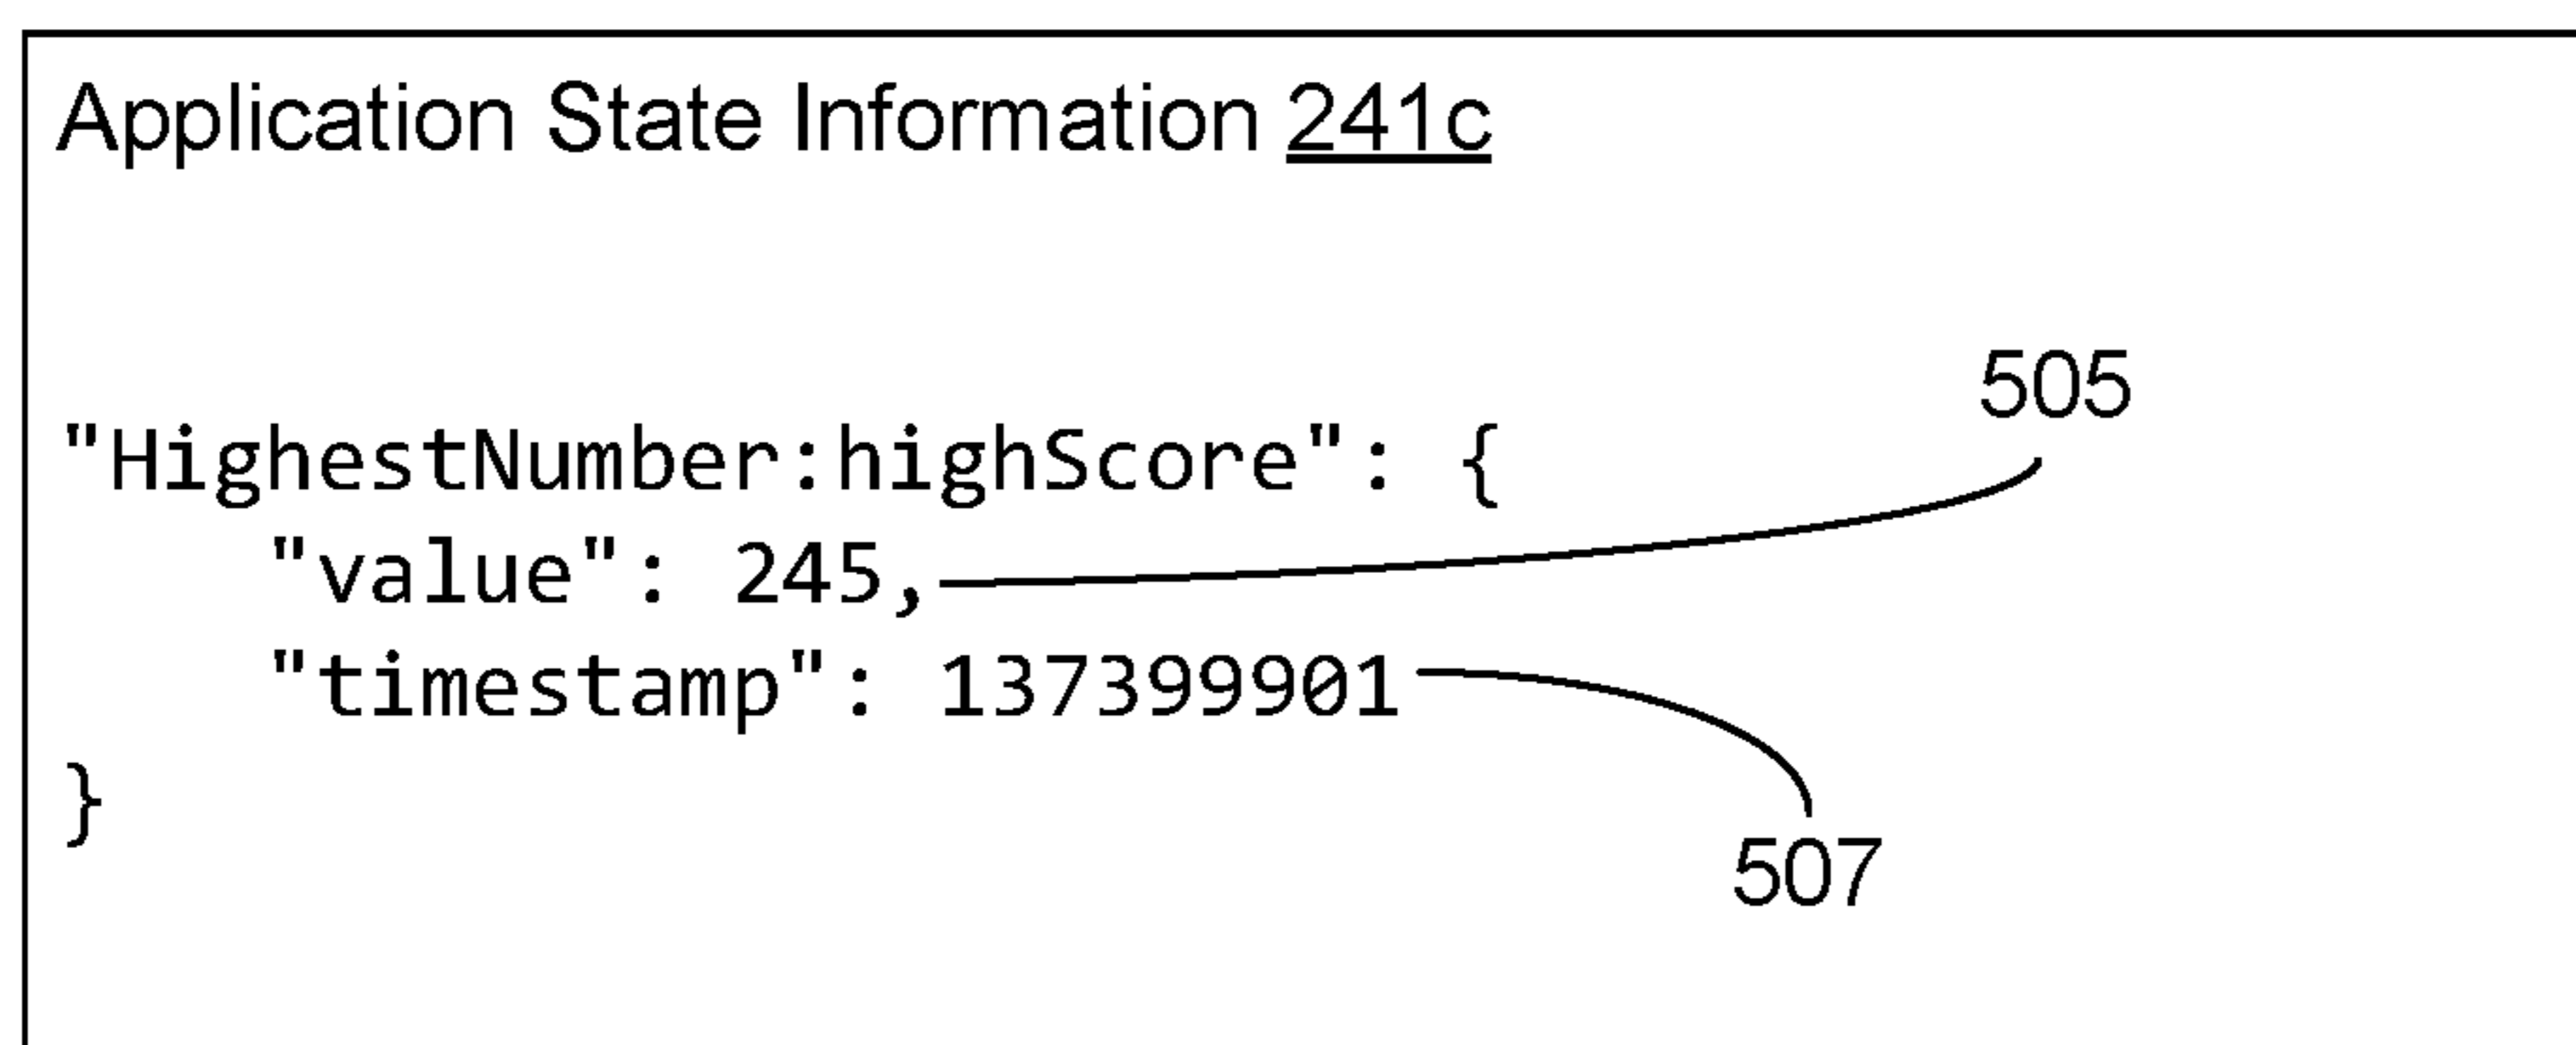 Application State Information 241c
505
"HighestNumber:highScore": {
"value": 245,
"timestamp": 137399901
}
507